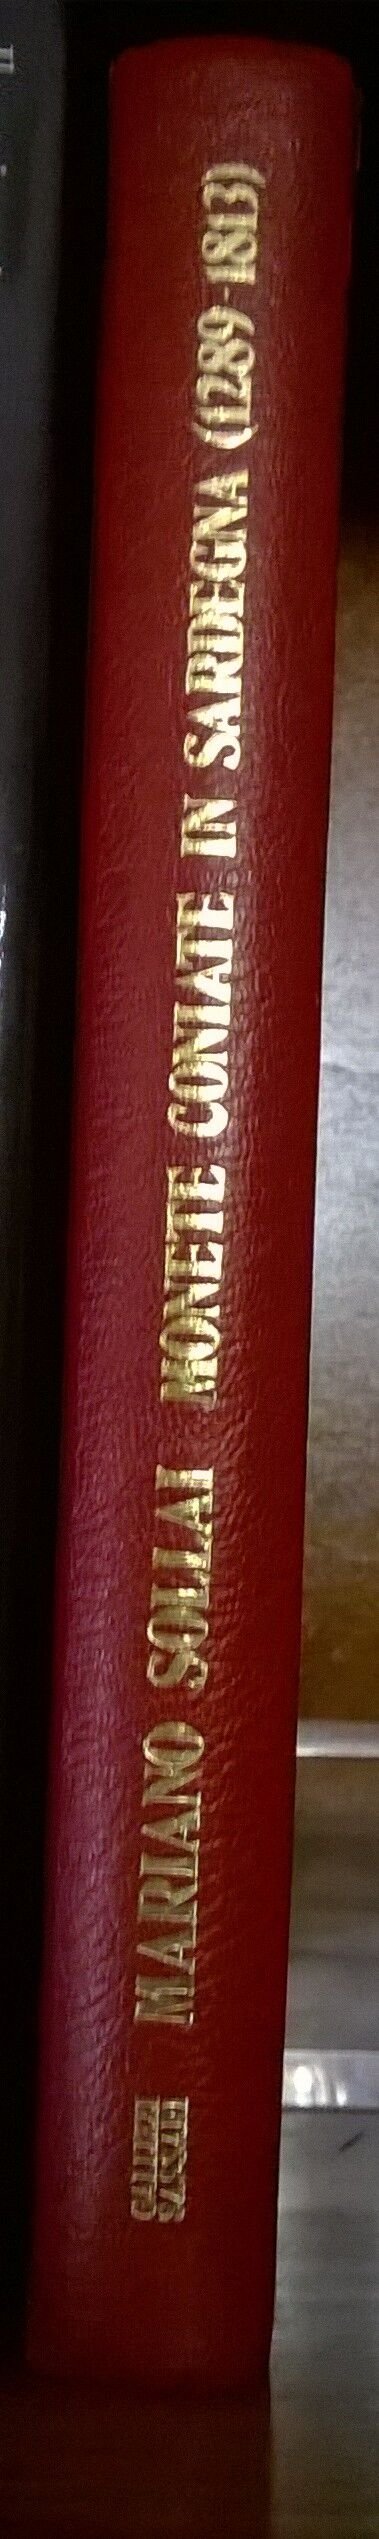 MARIANO SOLLAI MONETE CONIATE IN SARDEGNA (1289-1813)